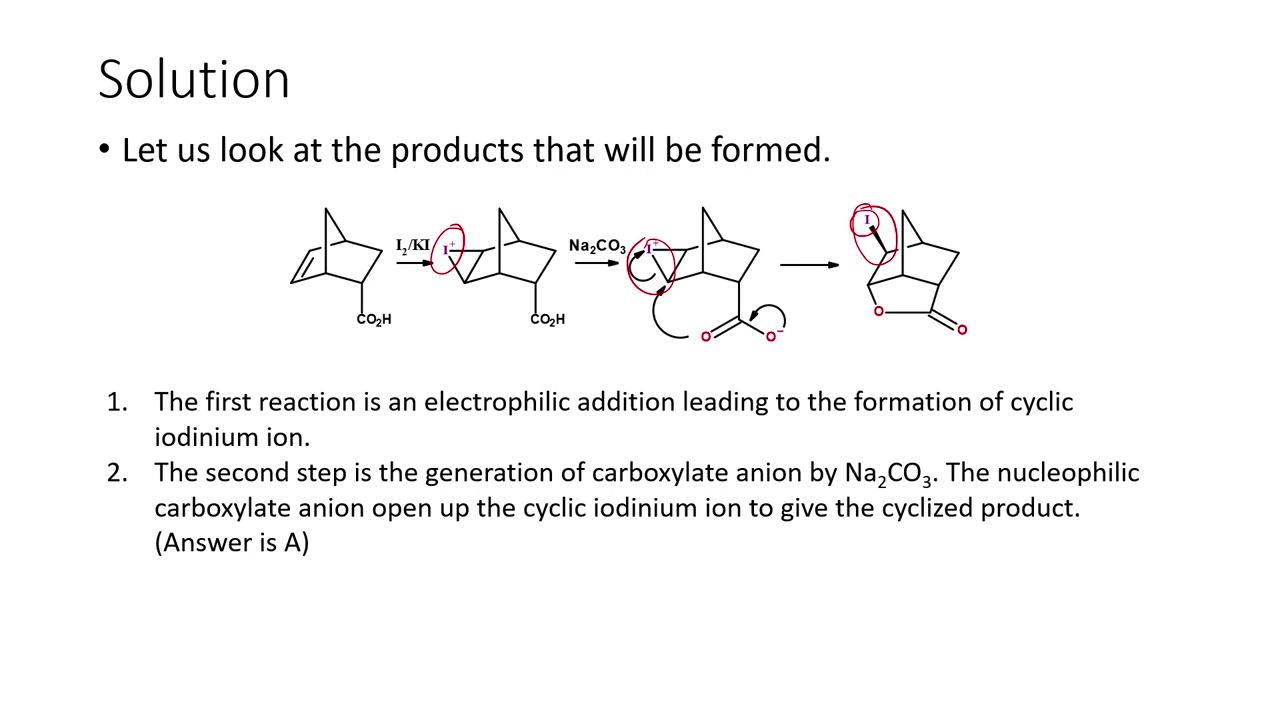 Solution
• Let us look at the products that will be formed.
I₂/KI
I⁺
Na₂CO₃
I⁺
I
CO₂H
CO₂H
O
O⁻
O
O
1. The first reaction is an electrophilic addition leading to the formation of cyclic
iodinium ion.
2. The second step is the generation of carboxylate anion by Na₂CO₃. The nucleophilic
carboxylate anion open up the cyclic iodinium ion to give the cyclized product.
(Answer is A)